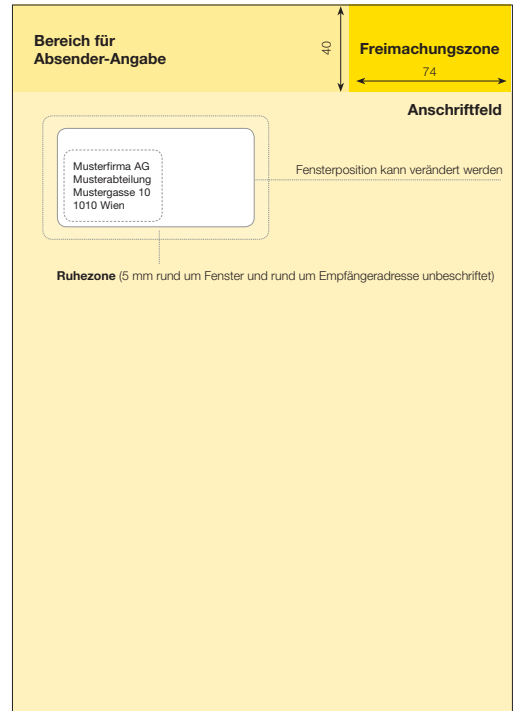 Bereich für
Absender-Angabe
40
Freimachungszone
74
Anschriftfeld
Musterfirma AG
Musterabteilung
Mustergasse 10
1010 Wien
Fensterposition kann verändert werden
Ruhezone (5 mm rund um Fenster und rund um Empfängeradresse unbeschriftet)